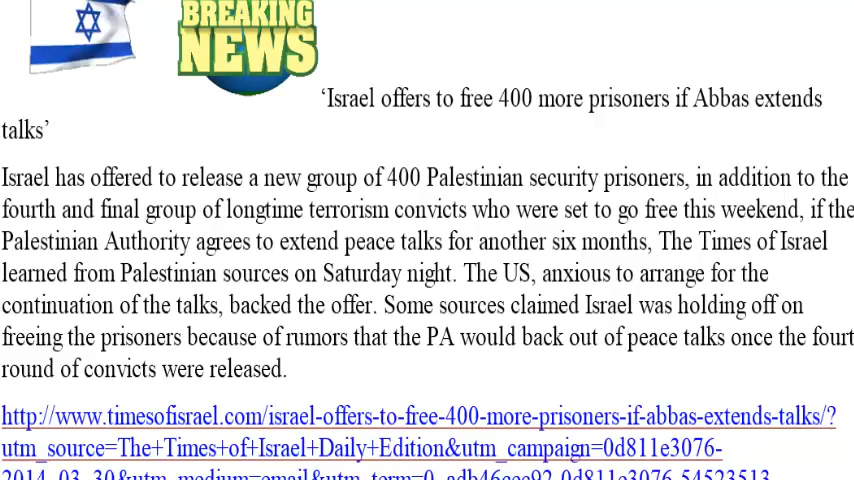 BREAKING
NEWS
‘Israel offers to free 400 more prisoners if Abbas extends
talks’
Israel has offered to release a new group of 400 Palestinian security prisoners, in addition to the
fourth and final group of longtime terrorism convicts who were set to go free this weekend, if the
Palestinian Authority agrees to extend peace talks for another six months, The Times of Israel
learned from Palestinian sources on Saturday night. The US, anxious to arrange for the
continuation of the talks, backed the offer. Some sources claimed Israel was holding off on
freeing the prisoners because of rumors that the PA would back out of peace talks once the fourt
round of convicts were released.
http://www.timesofisrael.com/israel-offers-to-free-400-more-prisoners-if-abbas-extends-talks/?
utm_source=The+Times+of+Israel+Daily+Edition&utm_campaign=0d811e3076-
2014_03_30&utm_medium=email&utm_term=0_adb46cec92-0d811e3076-54523513